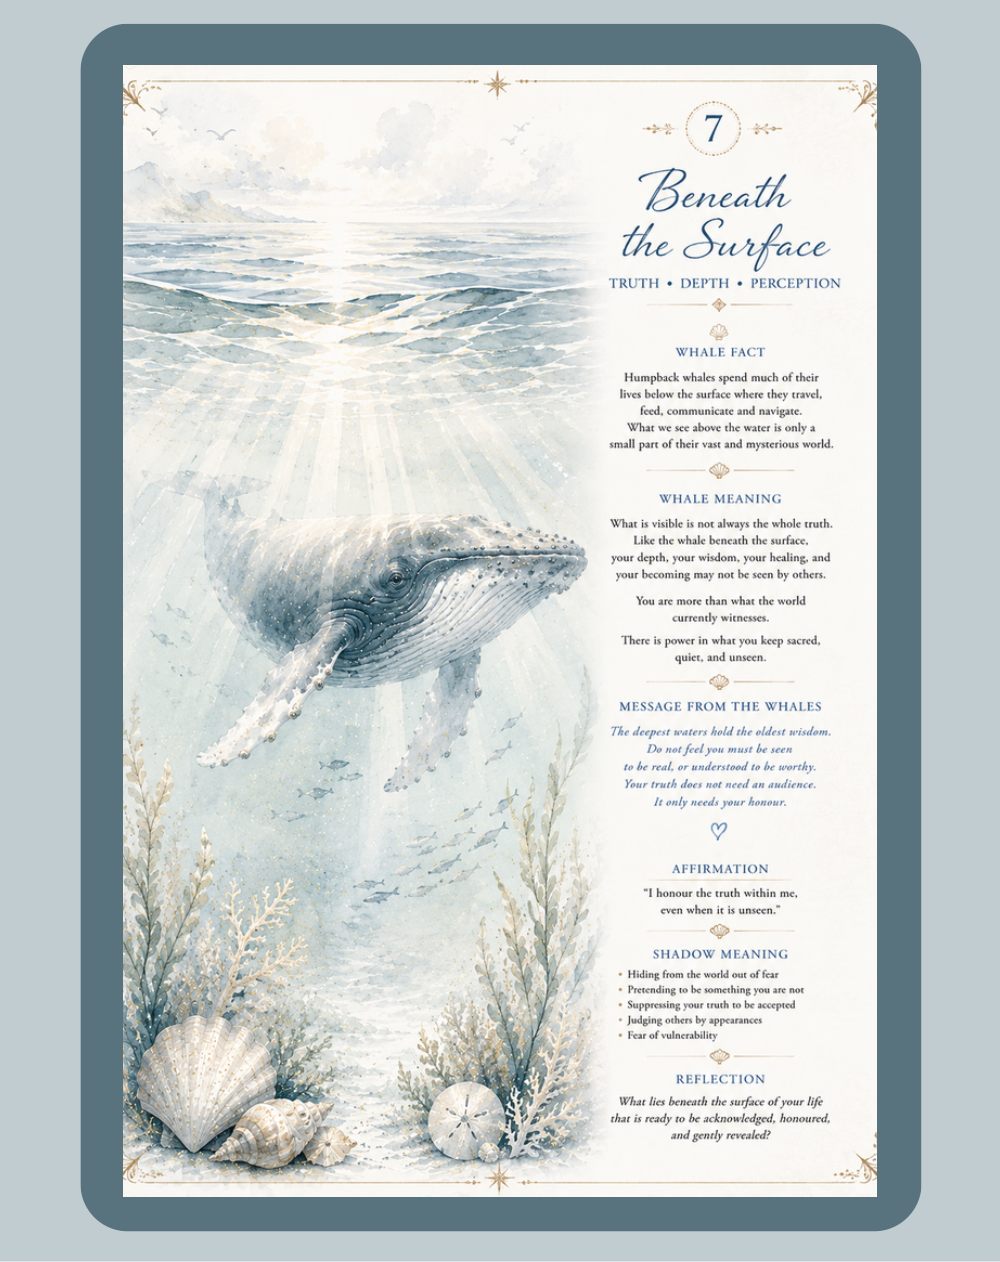 7
Beneath
the Surface
TRUTH • DEPTH • PERCEPTION
WHALE FACT
Humpback whales spend much of their
lives below the surface where they travel,
feed, communicate and navigate.
What we see above the water is only a
small part of their vast and mysterious world.
WHALE MEANING
What is visible is not always the whole truth.
Like the whale beneath the surface,
your depth, your wisdom, your healing, and
your becoming may not be seen by others.
You are more than what the world
currently witnesses.
There is power in what you keep sacred,
quiet, and unseen.
MESSAGE FROM THE WHALES
The deepest waters hold the oldest wisdom.
Do not feel you must be seen
to be real, or understood to be worthy.
Your truth does not need an audience.
It only needs your honour.
AFFIRMATION
“I honour the truth within me,
even when it is unseen.”
SHADOW MEANING
• Hiding from the world out of fear
• Pretending to be something you are not
• Suppressing your truth to be accepted
• Judging others by appearances
• Fear of vulnerability
REFLECTION
What lies beneath the surface of your life
that is ready to be acknowledged, honoured,
and gently revealed?